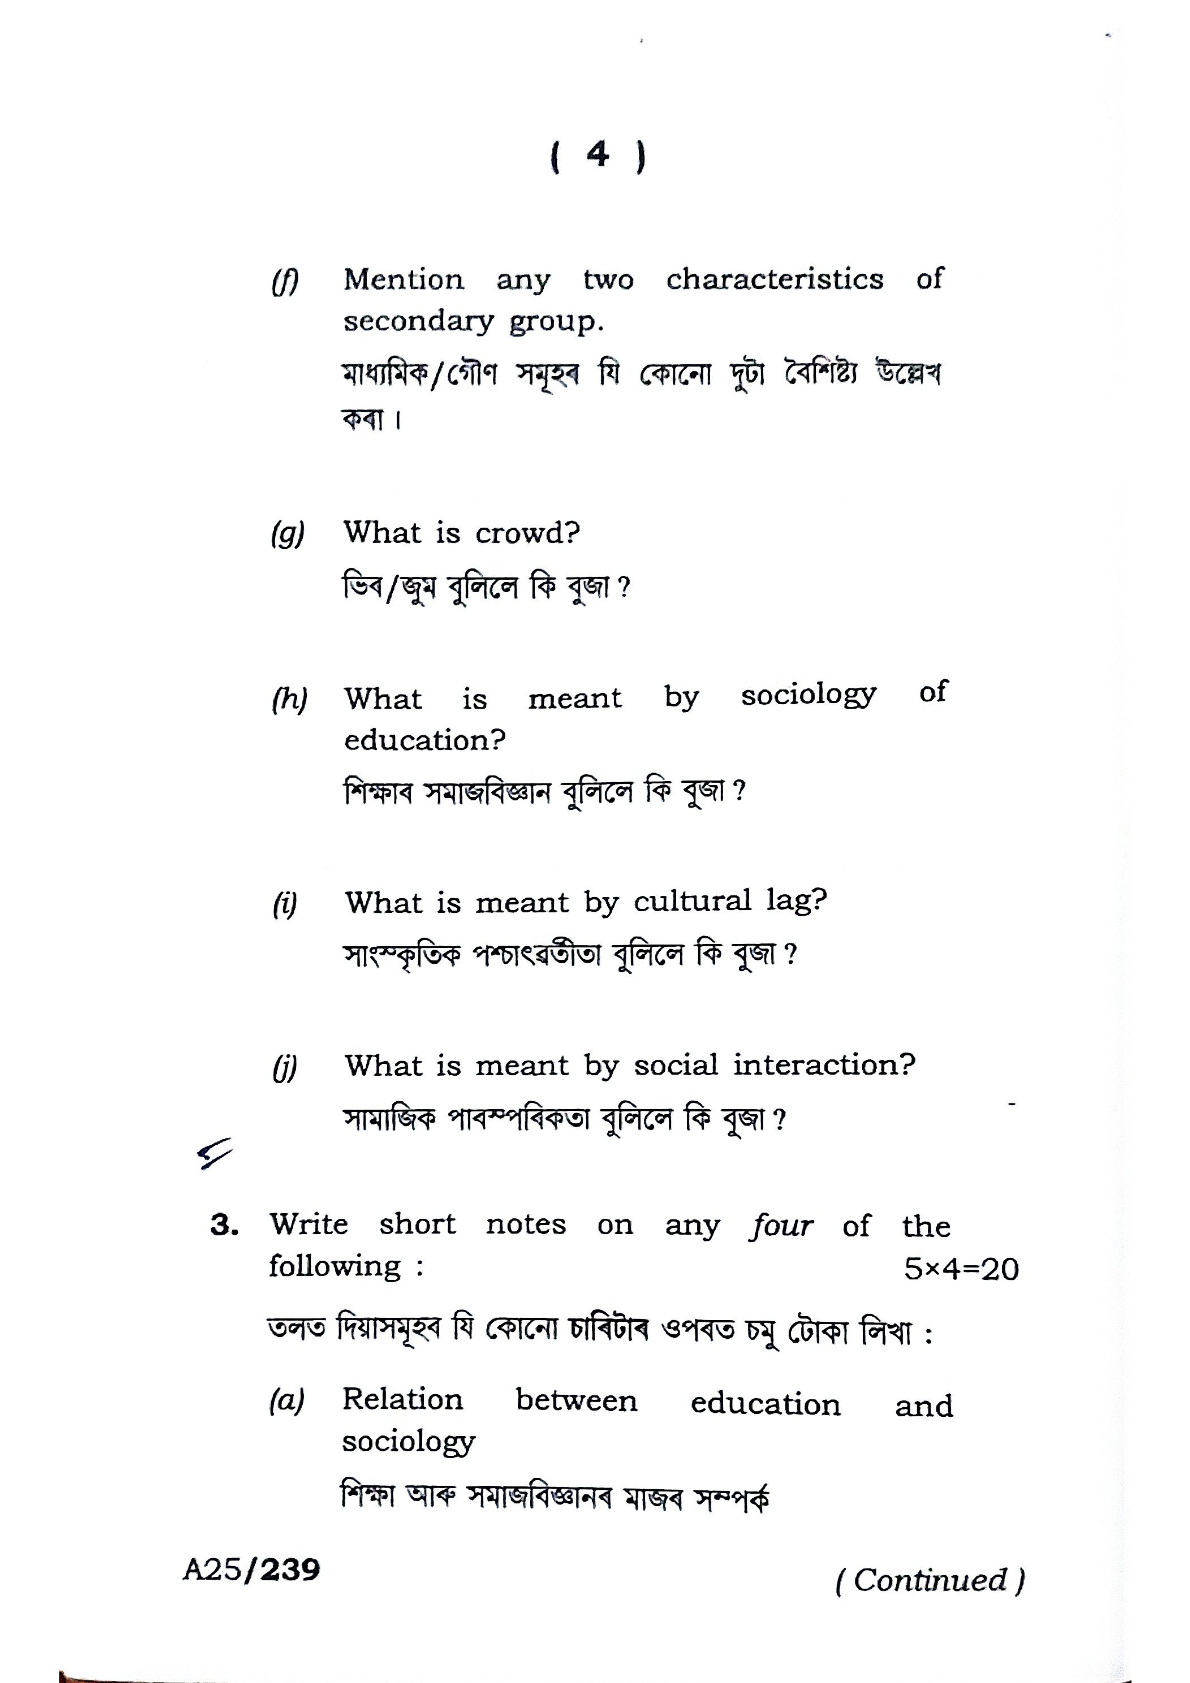 ( 4 )
(f) Mention any two characteristics of
secondary group.
মাধ্যমিক/গৌণ সমূহৰ যি কোনো দুটা বৈশিষ্ট্য উল্লেখ
কৰা ।
(g) What is crowd?
ভিৰ/জুম বুলিলে কি বুজা ?
(h) What is meant by sociology of
education?
শিক্ষাৰ সমাজবিজ্ঞান বুলিলে কি বুজা ?
(i) What is meant by cultural lag?
সাংস্কৃতিক পশ্চাৎৱৰ্তীতা বুলিলে কি বুজা ?
(j) What is meant by social interaction?
সামাজিক পাৰস্পৰিকতা বুলিলে কি বুজা ?
3. Write short notes on any four of the
following : 5×4=20
তলত দিয়াসমূহৰ যি কোনো চাৰিটাৰ ওপৰত চমু টোকা লিখা :
(a) Relation between education and
sociology
শিক্ষা আৰু সমাজবিজ্ঞানৰ মাজৰ সম্পৰ্ক
A25/239 ( Continued )